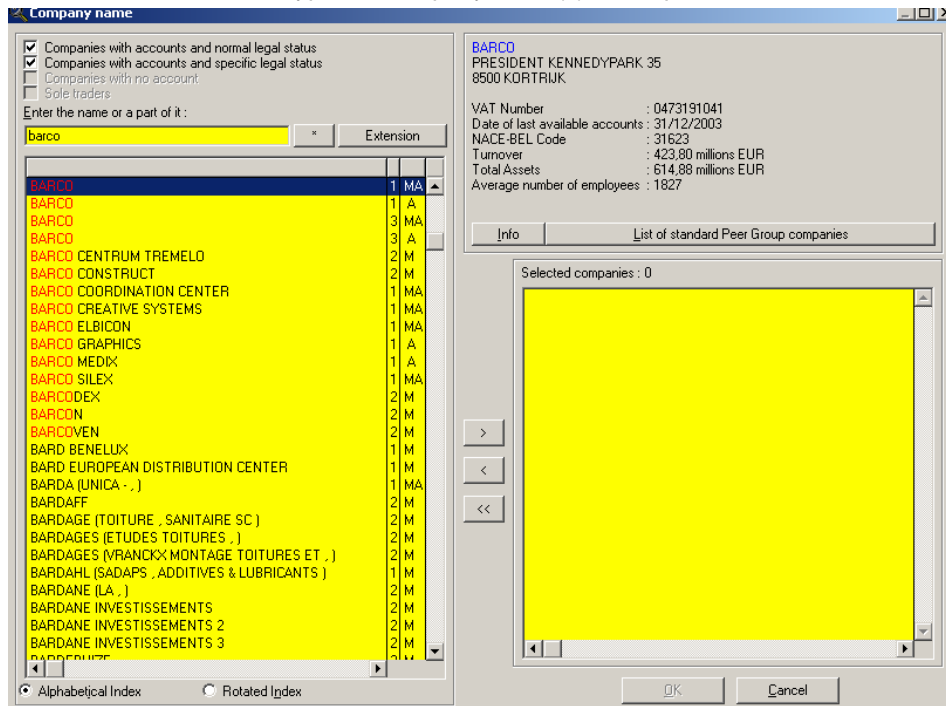 Company name
Companies with accounts and normal legal status
Companies with accounts and specific legal status
Companies with no account
Sole traders
Enter the name or a part of it :
barco * Extension
BARCO 1 MA
BARCO 1 A
BARCO 3 MA
BARCO 3 A
BARCO CENTRUM TREMELO 2 M
BARCO CONSTRUCT 2 M
BARCO COORDINATION CENTER 1 MA
BARCO CREATIVE SYSTEMS 1 MA
BARCO ELBICON 1 MA
BARCO GRAPHICS 1 A
BARCO MEDIX 1 A
BARCO SILEX 1 MA
BARCODEX 2 M
BARCON 2 M
BARCOVEN 2 M
BARD BENELUX 1 M
BARD EUROPEAN DISTRIBUTION CENTER 1 M
BARDA (UNICA - , ) 1 MA
BARDAFF 2 M
BARDAGE (TOITURE , SANITAIRE SC ) 2 M
BARDAGES (ETUDES TOITURES , ) 2 M
BARDAGES (VRANCKX MONTAGE TOITURES ET , ) 2 M
BARDAHL (SADAPS , ADDITIVES & LUBRICANTS ) 1 M
BARDANE (LA , ) 2 M
BARDANE INVESTISSEMENTS 2 M
BARDANE INVESTISSEMENTS 2 2 M
BARDANE INVESTISSEMENTS 3 2 M
Alphabetical Index Rotated Index
BARCO
PRESIDENT KENNEDYPARK 35
8500 KORTRIJK
VAT Number : 0473191041
Date of last available accounts : 31/12/2003
NACE-BEL Code : 31623
Turnover : 423,80 millions EUR
Total Assets : 614,88 millions EUR
Average number of employees : 1827
Info List of standard Peer Group companies
Selected companies : 0
>
<
<<
OK Cancel